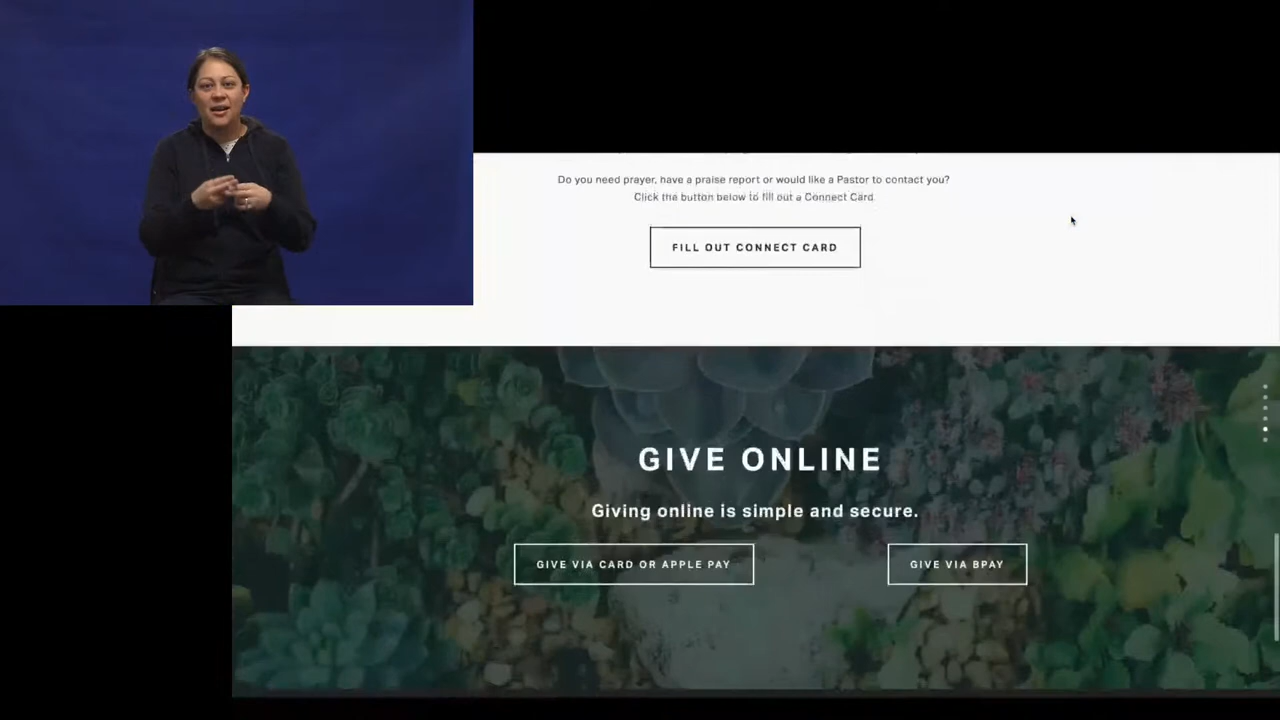 Do you need prayer, have a praise report or would like a Pastor to contact you?
Click the button below to fill out a Connect Card
FILL OUT CONNECT CARD
GIVE ONLINE
Giving online is simple and secure.
GIVE VIA CARD OR APPLE PAY
GIVE VIA BPAY